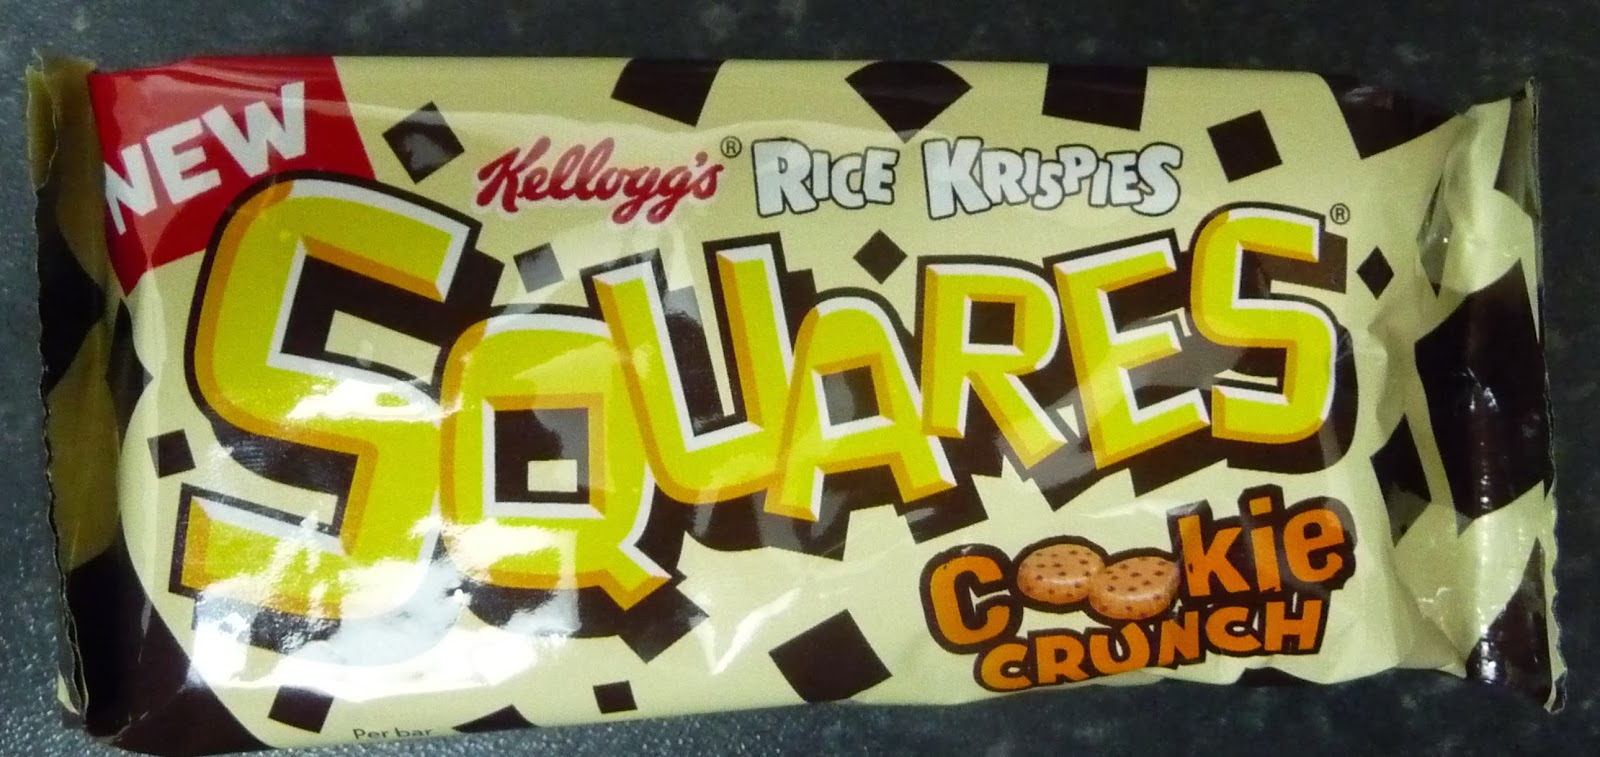 NEW
Kellogg's® RICE KRISPIES
SQUARES®
Cookie
CRUNCH
Per bar